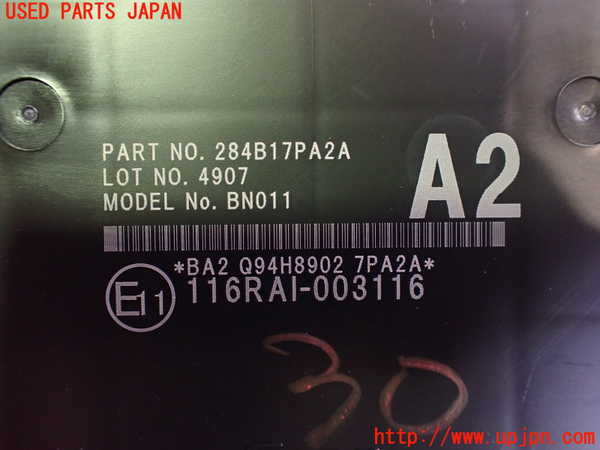 USED PARTS JAPAN
PART NO. 284B17PA2A
LOT NO. 4907
MODEL No. BN011
A2
*BA2 Q94H8902 7PA2A*
E11
116RAI-003116
30
http://www.upjpn.com/